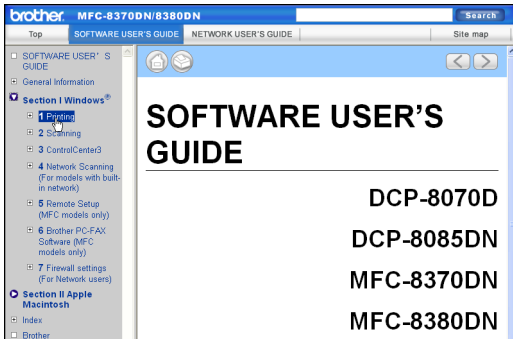 brother. MFC-8370DN/8380DN
Search
Top
SOFTWARE USER'S GUIDE
NETWORK USER'S GUIDE
Site map
SOFTWARE USER'S
GUIDE
General Information
Section I Windows®
1 Printing
2 Scanning
3 ControlCenter3
4 Network Scanning
(For models with built-
in network)
5 Remote Setup
(MFC models only)
6 Brother PC-FAX
Software (MFC
models only)
7 Firewall settings
(For Network users)
Section II Apple
Macintosh
Index
Brother
SOFTWARE USER'S
GUIDE
DCP-8070D
DCP-8085DN
MFC-8370DN
MFC-8380DN